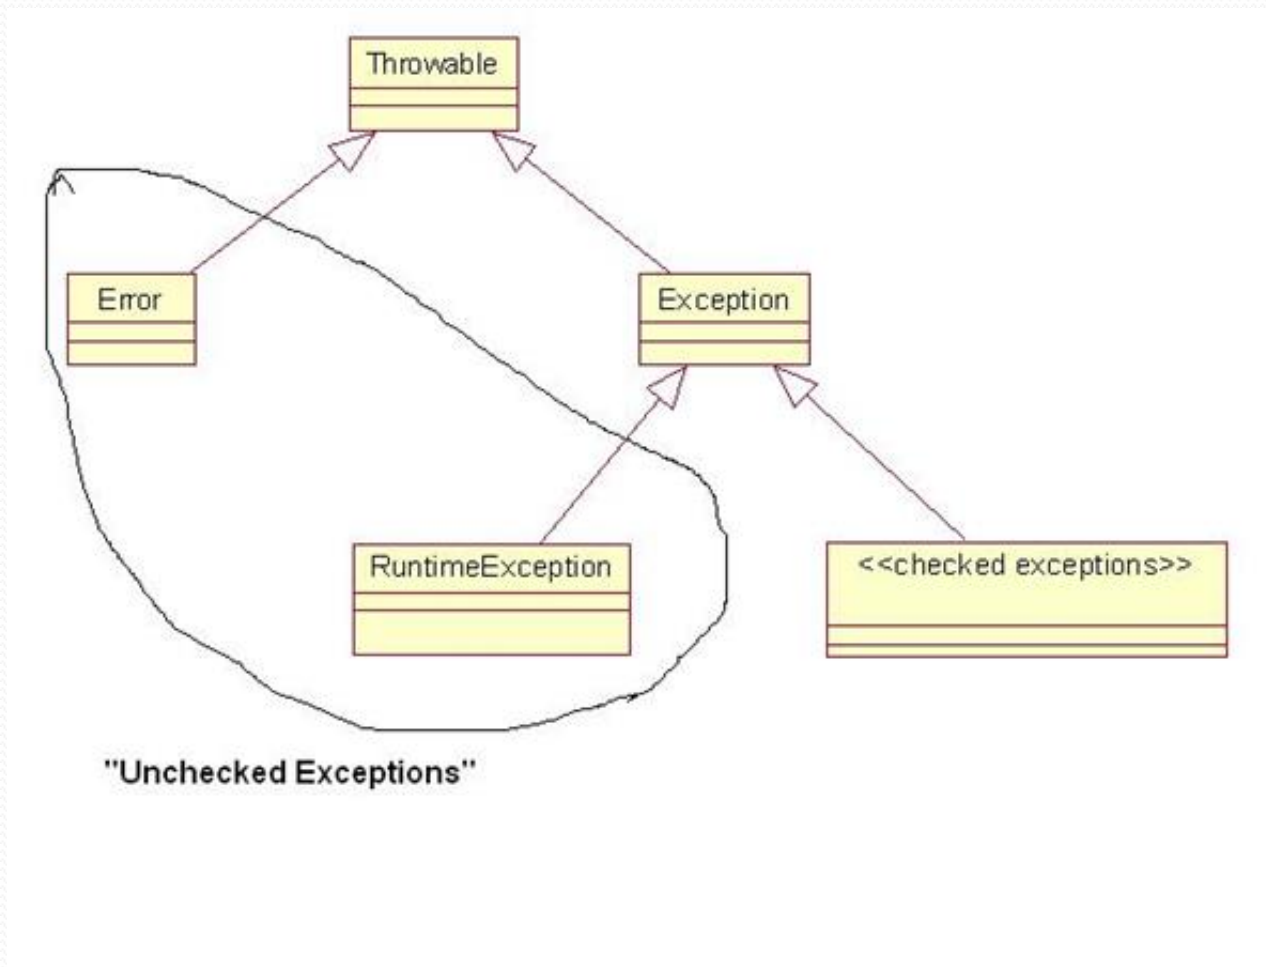 Throwable
Error
Exception
RuntimeException
<<checked exceptions>>
"Unchecked Exceptions"